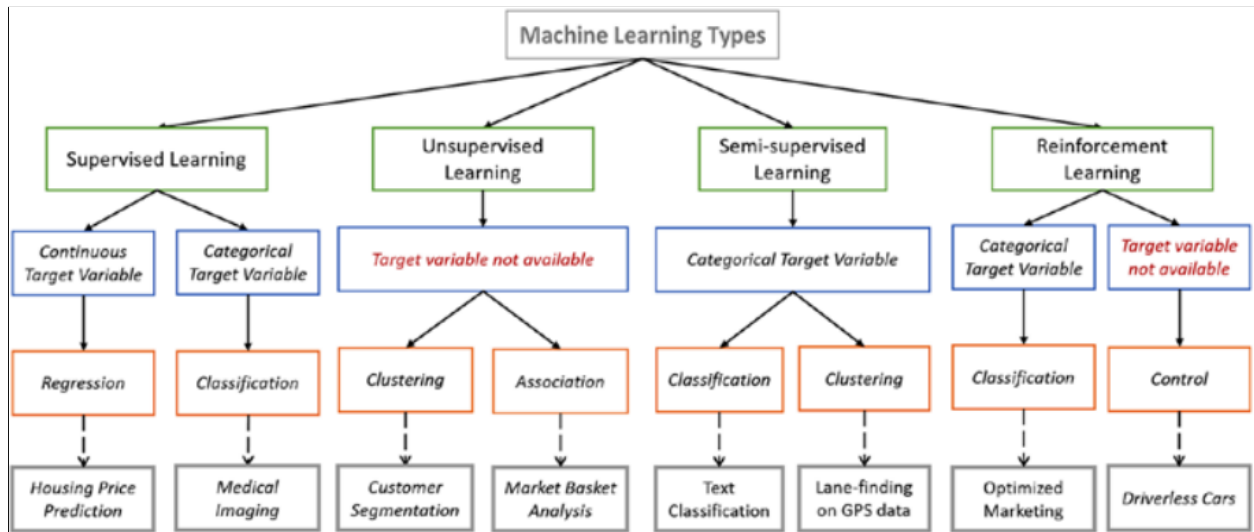 Machine Learning Types
Supervised Learning
Unsupervised
Learning
Semi-supervised
Learning
Reinforcement
Learning
Continuous
Target Variable
Categorical
Target Variable
Target variable not available
Categorical Target Variable
Categorical
Target Variable
Target variable
not available
Regression
Classification
Clustering
Association
Classification
Clustering
Classification
Control
Housing Price
Prediction
Medical
Imaging
Customer
Segmentation
Market Basket
Analysis
Text
Classification
Lane-finding
on GPS data
Optimized
Marketing
Driverless Cars